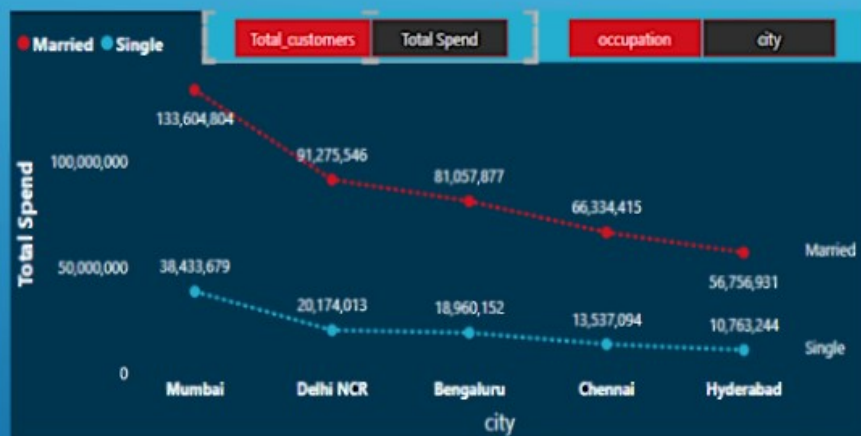 Married Single
Total_customers Total Spend occupation city
133,604,804
91,275,546
81,057,877
66,334,415
56,756,931
Married
100,000,000
50,000,000
0
Total Spend
38,433,679
20,174,013
18,960,152
13,537,094
10,763,244
Single
Mumbai Delhi NCR Bengaluru Chennai Hyderabad
city